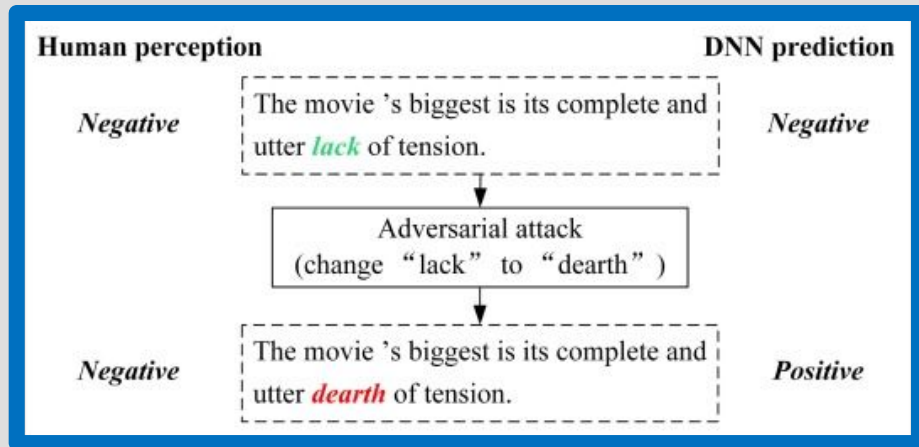 Human perception
DNN prediction
Negative
The movie ’s biggest is its complete and
utter lack of tension.
Negative
Adversarial attack
(change “lack” to “dearth” )
Negative
The movie ’s biggest is its complete and
utter dearth of tension.
Positive